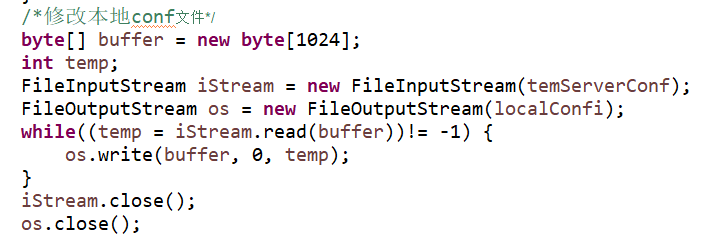 /*修改本地conf文件*/
byte[] buffer = new byte[1024];
int temp;
FileInputStream iStream = new FileInputStream(temServerConf);
FileOutputStream os = new FileOutputStream(localConfi);
while((temp = iStream.read(buffer))!= -1) {
    os.write(buffer, 0, temp);
}
iStream.close();
os.close();